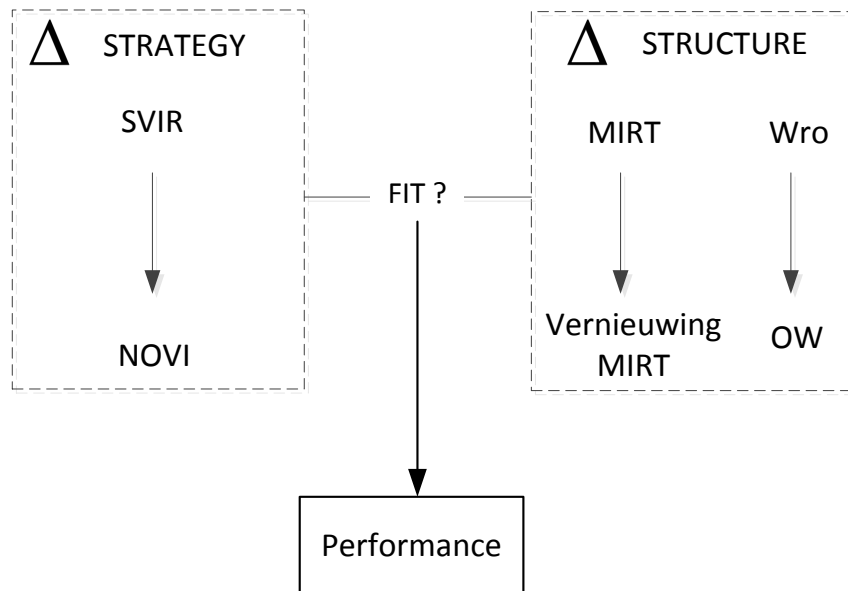 Δ STRATEGY
SVIR
NOVI
FIT ?
Δ STRUCTURE
MIRT Wro
Vernieuwing
MIRT
OW
Performance